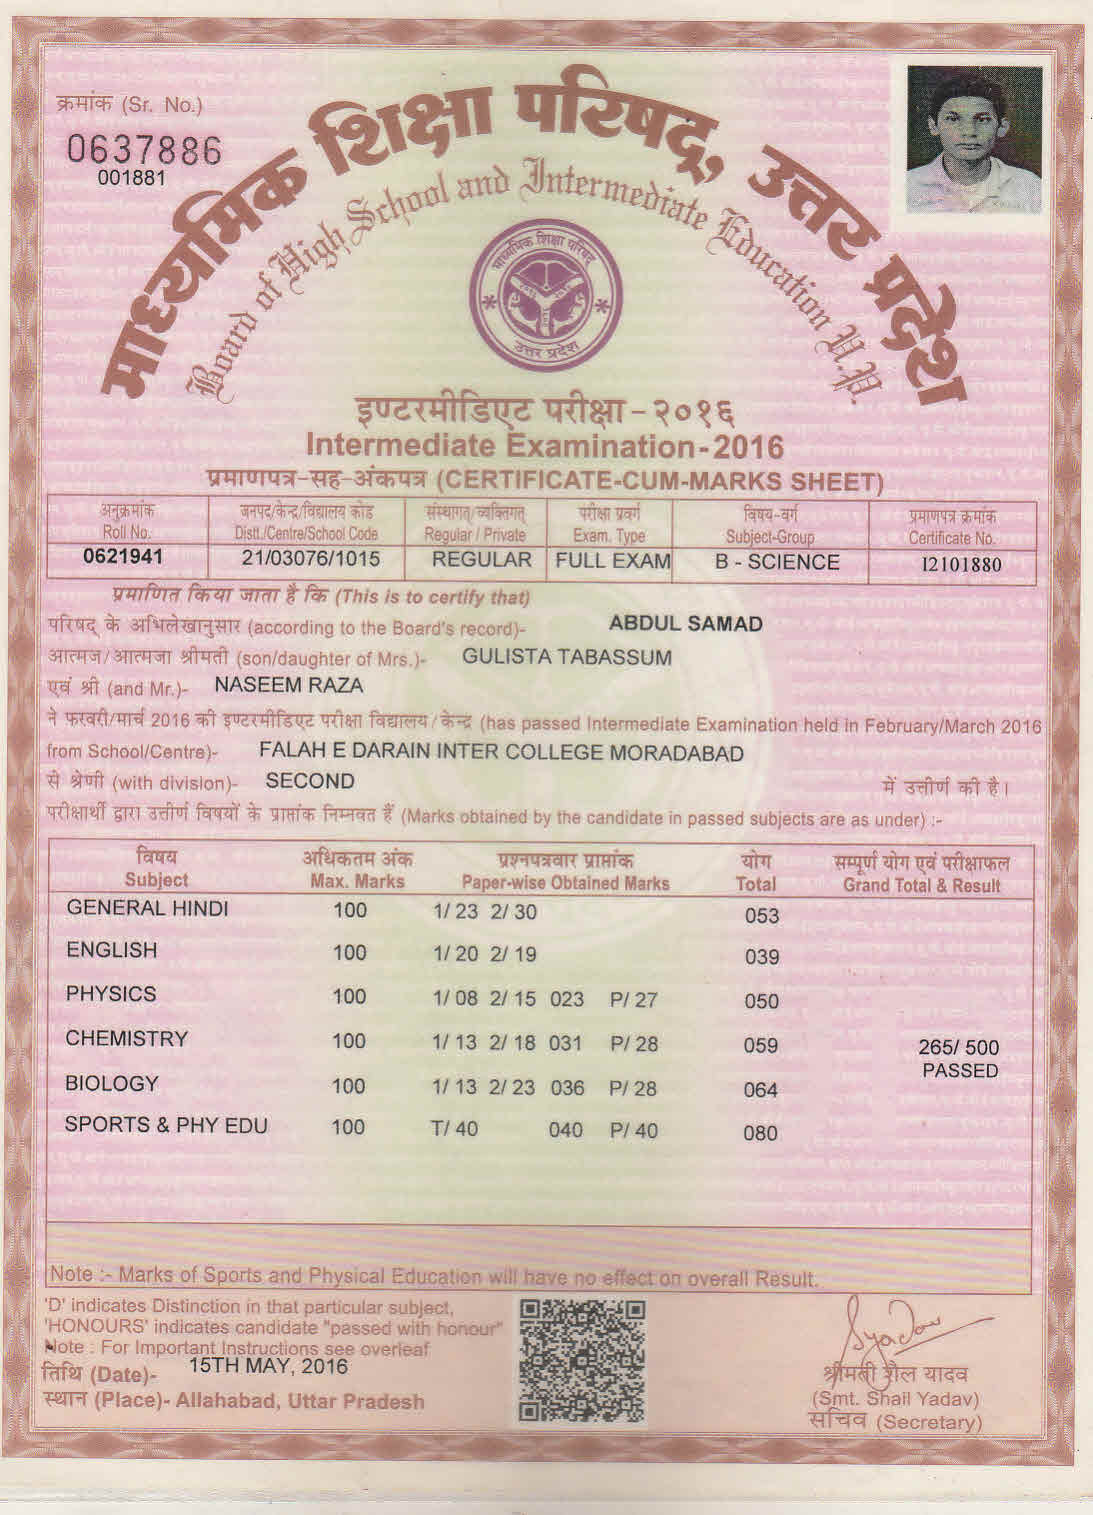 क्रमांक (Sr. No.)
0637886
001881
माध्यमिक शिक्षा परिषद्, उत्तर प्रदेश
Board of High School and Intermediate Education U.P.
माध्यमिक शिक्षा परिषद्
उत्तर प्रदेश
इण्टरमीडिएट परीक्षा-२०१६
Intermediate Examination-2016
प्रमाणपत्र-सह-अंकपत्र (CERTIFICATE-CUM-MARKS SHEET)
अनुक्रमांक जनपद/केन्द्र/विद्यालय कोड संस्थागत्/व्यक्तिगत् परीक्षा प्रवर्ग विषय-वर्ग प्रमाणपत्र क्रमांक
Roll No. Distt./Centre/School Code Regular / Private Exam. Type Subject-Group Certificate No.
0621941 21/03076/1015 REGULAR FULL EXAM B - SCIENCE I2101880
प्रमाणित किया जाता है कि (This is to certify that)
परिषद् के अभिलेखानुसार (according to the Board's record)- ABDUL SAMAD
आत्मज/आत्मजा श्रीमती (son/daughter of Mrs.)- GULISTA TABASSUM
एवं श्री (and Mr.)- NASEEM RAZA
ने फरवरी/मार्च 2016 की इण्टरमीडिएट परीक्षा विद्यालय/केन्द्र (has passed Intermediate Examination held in February/March 2016
from School/Centre)- FALAH E DARAIN INTER COLLEGE MORADABAD
से श्रेणी (with division)- SECOND में उत्तीर्ण की है।
परीक्षार्थी द्वारा उत्तीर्ण विषयों के प्राप्तांक निम्नवत हैं (Marks obtained by the candidate in passed subjects are as under) :-
विषय अधिकतम अंक प्रश्नपत्रवार प्राप्तांक योग सम्पूर्ण योग एवं परीक्षाफल
Subject Max. Marks Paper-wise Obtained Marks Total Grand Total & Result
GENERAL HINDI 100 1/ 23 2/ 30 053
ENGLISH 100 1/ 20 2/ 19 039
PHYSICS 100 1/ 08 2/ 15 023 P/ 27 050
CHEMISTRY 100 1/ 13 2/ 18 031 P/ 28 059 265/ 500
PASSED
BIOLOGY 100 1/ 13 2/ 23 036 P/ 28 064
SPORTS & PHY EDU 100 T/ 40 040 P/ 40 080
Note :- Marks of Sports and Physical Education will have no effect on overall Result.
'D' indicates Distinction in that particular subject,
'HONOURS' indicates candidate "passed with honour"
Note : For Important Instructions see overleaf
तिथि (Date)- 15TH MAY, 2016
स्थान (Place)- Allahabad, Uttar Pradesh
SYadav
श्रीमती शैल यादव
(Smt. Shail Yadav)
सचिव (Secretary)